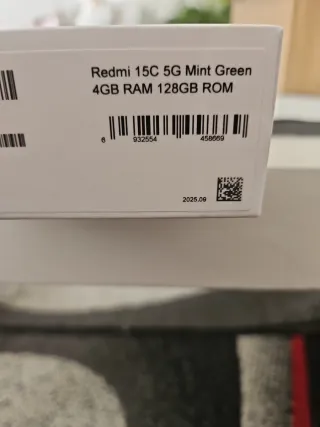 Redmi 15C 5G Mint Green
4GB RAM 128GB ROM
6 932554 458669
2025.09